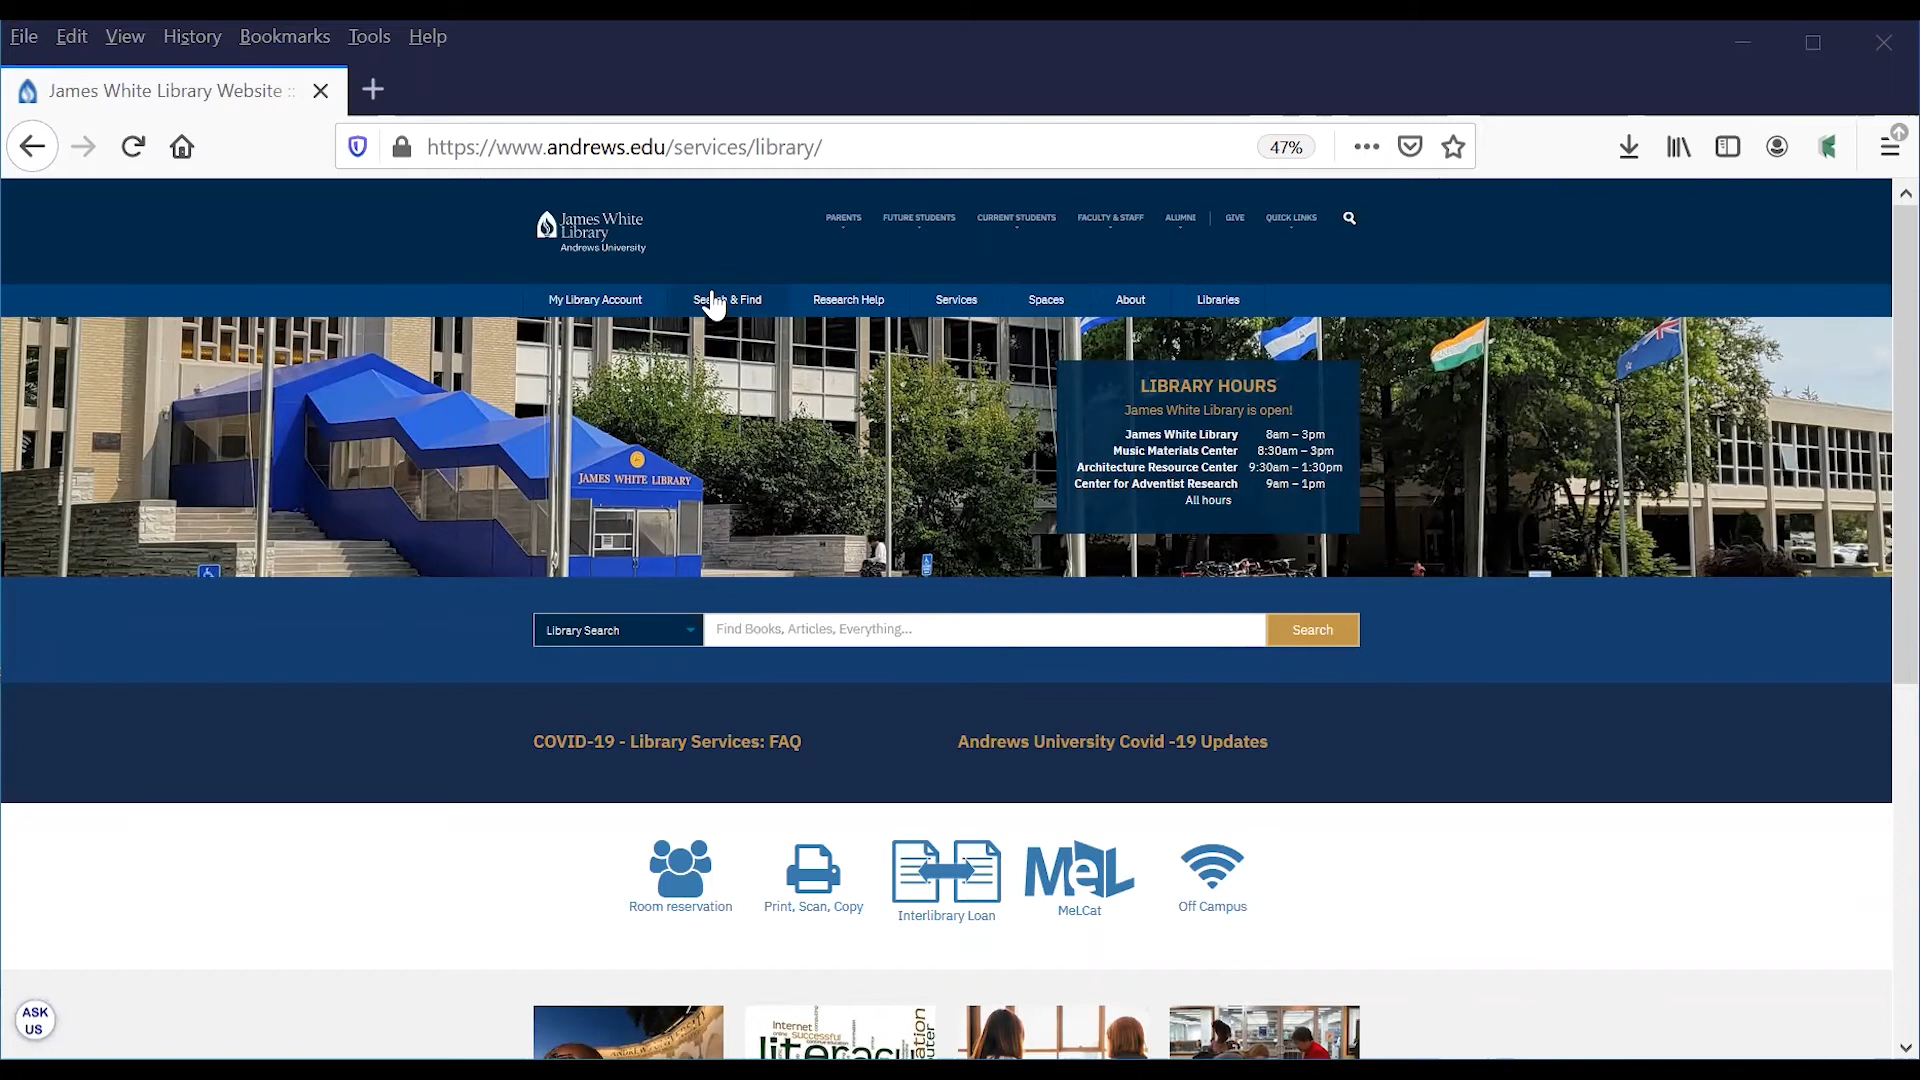 File Edit View History Bookmarks Tools Help
James White Library Website ::
https://www.andrews.edu/services/library/
47%
James White
Library
Andrews University
PARENTS FUTURE STUDENTS CURRENT STUDENTS FACULTY & STAFF ALUMNI GIVE QUICK LINKS
My Library Account Search & Find Research Help Services Spaces About Libraries
LIBRARY HOURS
James White Library is open!
James White Library 8am – 3pm
Music Materials Center 8:30am – 3pm
Architecture Resource Center 9:30am – 1:30pm
Center for Adventist Research 9am – 1pm
All hours
JAMES WHITE LIBRARY
Library Search Find Books, Articles, Everything... Search
COVID-19 - Library Services: FAQ Andrews University Covid -19 Updates
Room reservation Print, Scan, Copy Interlibrary Loan MeL MeLCat Off Campus
ASK
US
Internet
successful
literac